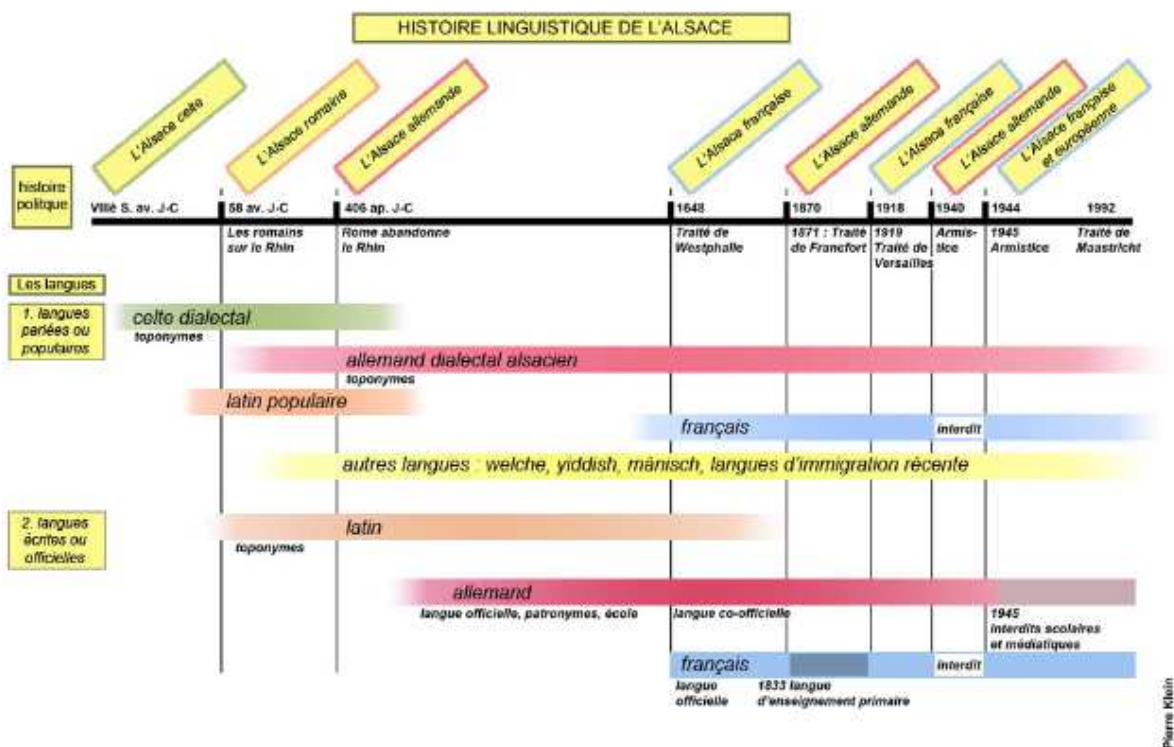 HISTOIRE LINGUISTIQUE DE L'ALSACE
L'Alsace celte
L'Alsace romaine
L'Alsace allemande
L'Alsace française
L'Alsace allemande
L'Alsace française
L'Alsace allemande
L'Alsace française
et européenne
histoire
politque
VIIIè S. av. J-C
58 av. J-C
406 ap. J-C
1648
1870
1918
1940
1944
1992
Les romains
sur le Rhin
Rome abandonne
le Rhin
Traité de
Westphalie
1871 : Traité
de Francfort
1919
Traité de
Versailles
Armis-
tice
1945
Armistice
Traité de
Maastricht
Les langues
1. langues
parlées ou
populaires
celte dialectal
toponymes
allemand dialectal alsacien
toponymes
latin populaire
français
interdit
autres langues : welche, yiddish, mànisch, langues d'immigration récente
2. langues
écrites ou
officielles
latin
toponymes
allemand
langue officielle, patronymes, école
langue co-officielle
1945
interdits scolaires
et médiatiques
français
interdit
langue
officielle
1833 langue
d'enseignement primaire
Pierre Klein